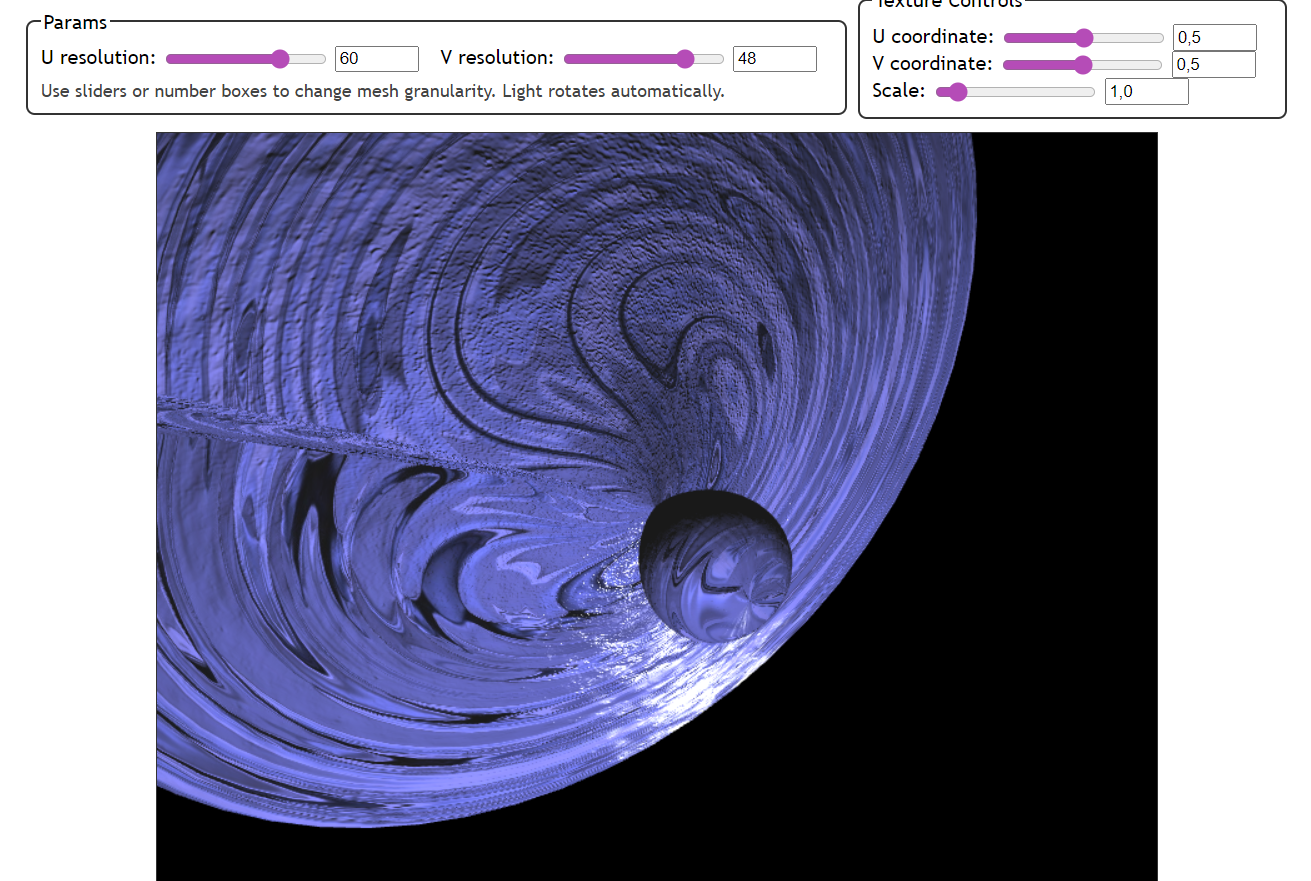 Params
U resolution: 60 V resolution: 48
Use sliders or number boxes to change mesh granularity. Light rotates automatically.
Texture Controls
U coordinate: 0,5
V coordinate: 0,5
Scale: 1,0